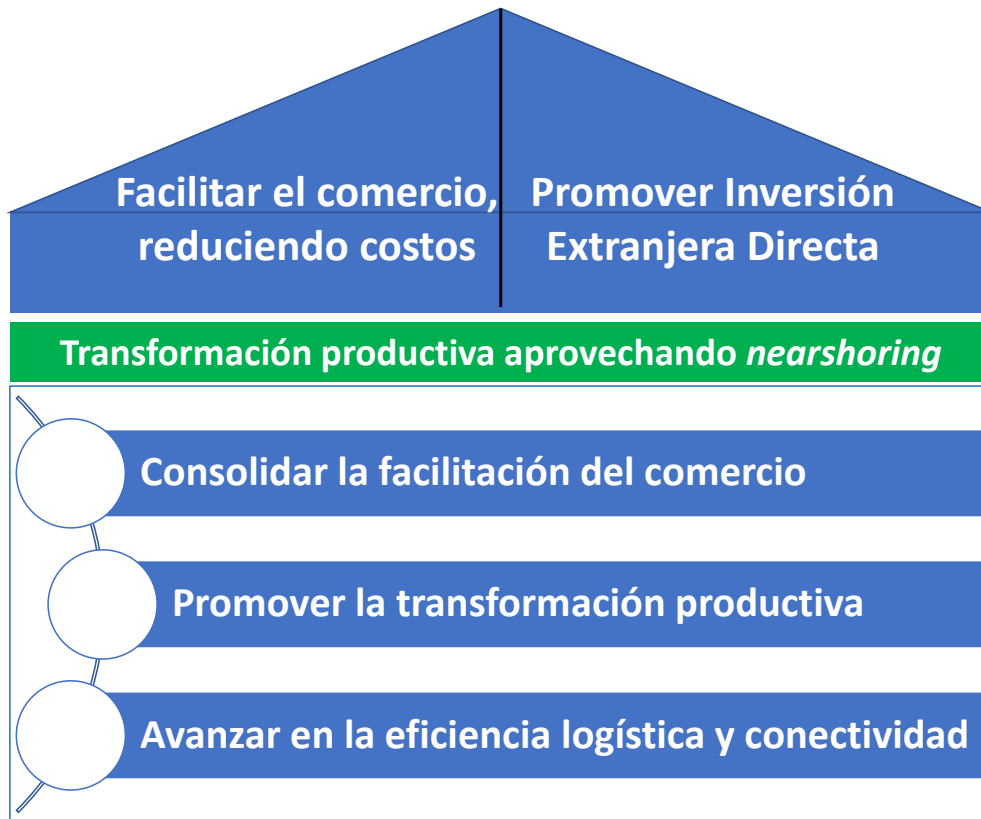 Facilitar el comercio,
reduciendo costos
Promover Inversión
Extranjera Directa
Transformación productiva aprovechando nearshoring
Consolidar la facilitación del comercio
Promover la transformación productiva
Avanzar en la eficiencia logística y conectividad